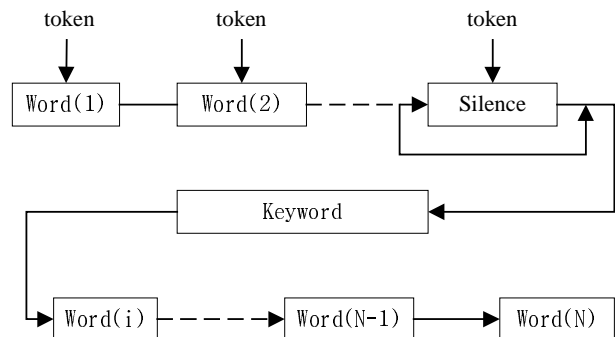 token token token
Word(1) Word(2) Silence
Keyword
Word(i) Word(N-1) Word(N)